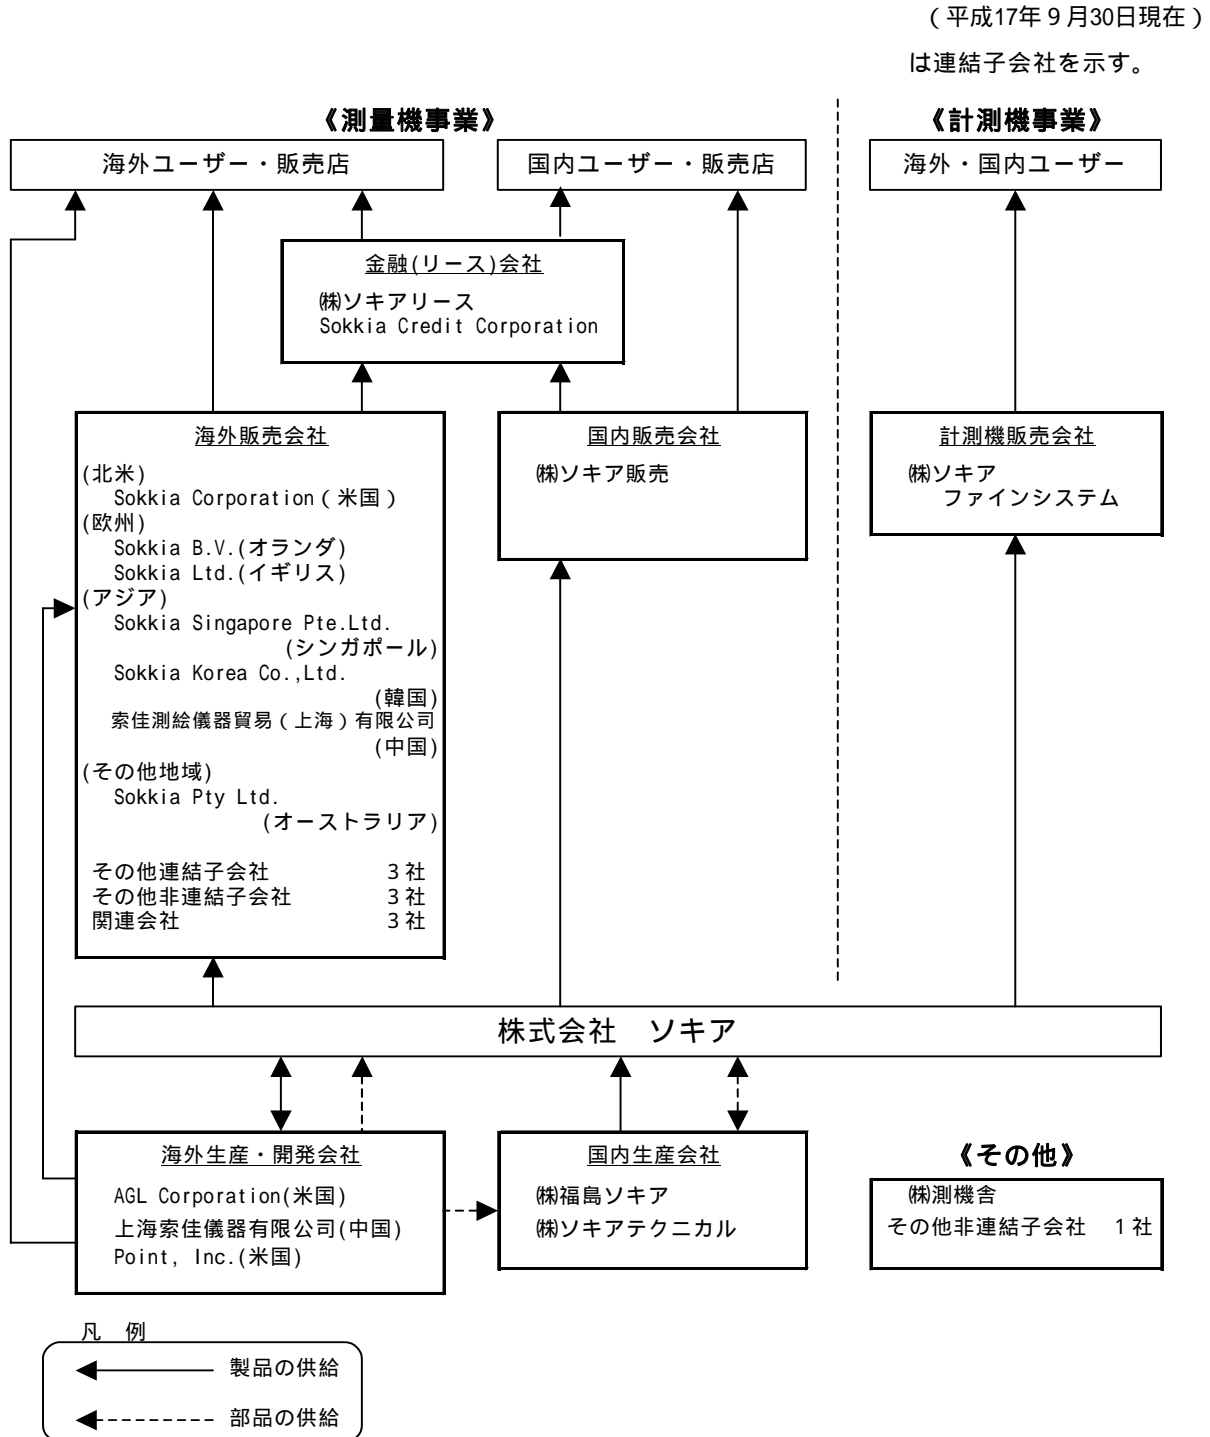 （平成17年９月30日現在）
は連結子会社を示す。
《測量機事業》
《計測機事業》
海外ユーザー・販売店
国内ユーザー・販売店
海外・国内ユーザー
金融(リース)会社
㈱ソキアリース
Sokkia Credit Corporation
海外販売会社
(北米)
Sokkia Corporation（米国）
(欧州)
Sokkia B.V.(オランダ)
Sokkia Ltd.(イギリス)
(アジア)
Sokkia Singapore Pte.Ltd.
(シンガポール)
Sokkia Korea Co.,Ltd.
(韓国)
索佳測絵儀器貿易（上海）有限公司
(中国)
(その他地域)
Sokkia Pty Ltd.
(オーストラリア)
その他連結子会社 ３社
その他非連結子会社 ３社
関連会社 ３社
国内販売会社
㈱ソキア販売
計測機販売会社
㈱ソキア
ファインシステム
株式会社　ソキア
海外生産・開発会社
AGL Corporation(米国)
上海索佳儀器有限公司(中国)
Point, Inc.(米国)
国内生産会社
㈱福島ソキア
㈱ソキアテクニカル
《その他》
㈱測機舎
その他非連結子会社　１社
凡　例
製品の供給
部品の供給